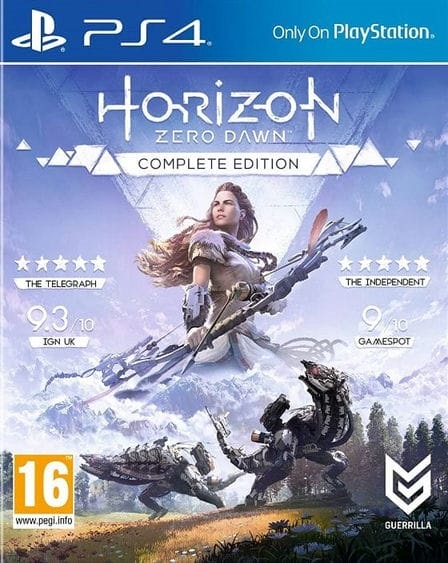 PS4
Only On PlayStation
HORIZON
ZERO DAWN™
COMPLETE EDITION
THE TELEGRAPH
THE INDEPENDENT
9.3/10
IGN UK
9/10
GAMESPOT
16
www.pegi.info
GUERRILLA